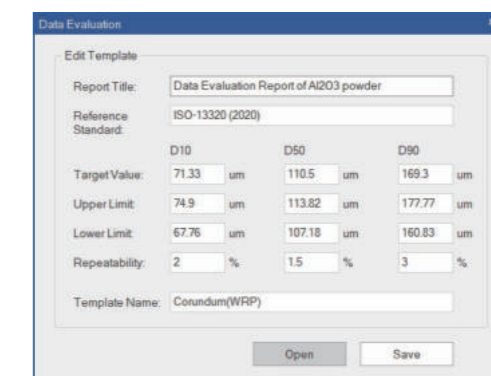 Data Evaluation
Edit Template
Report Title: Data Evaluation Report of Al2O3 powder
Reference Standard: ISO-13320 (2020)
D10 D50 D90
Target Value: 71.33 um 110.5 um 169.3 um
Upper Limit: 74.9 um 113.82 um 177.77 um
Lower Limit: 67.76 um 107.18 um 160.83 um
Repeatability: 2 % 1.5 % 3 %
Template Name: Corundum(WRP)
Open Save